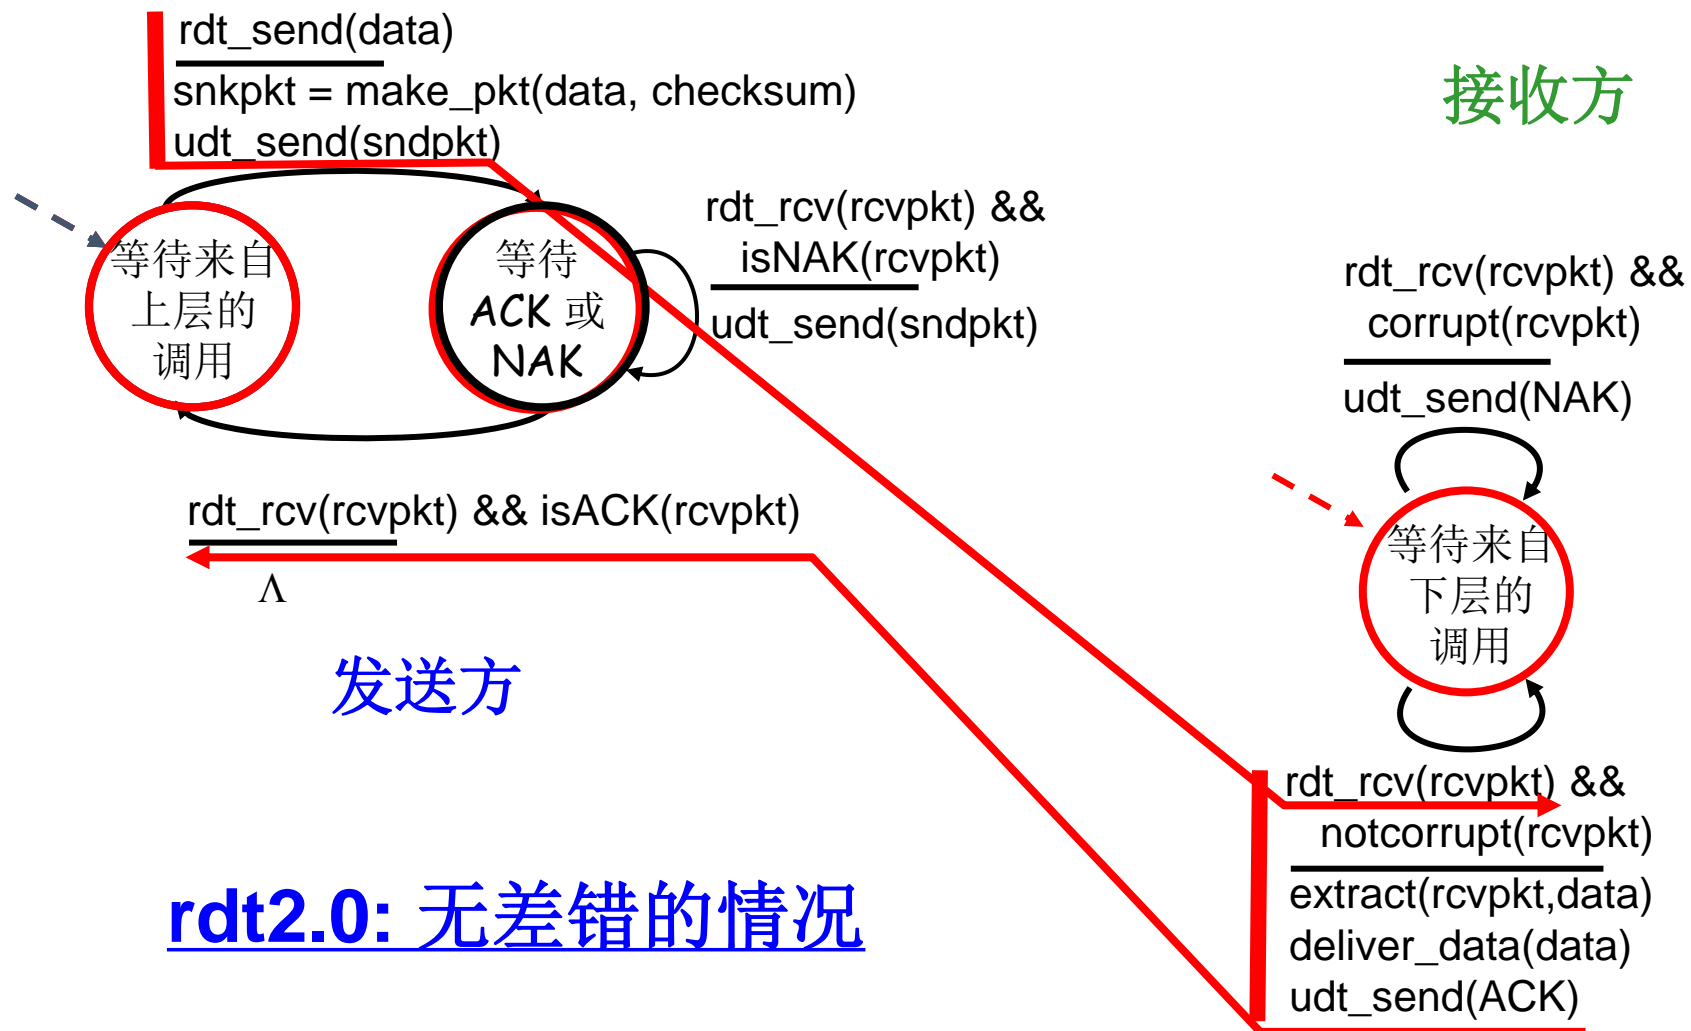 rdt_send(data)
snkpkt = make_pkt(data, checksum)
udt_send(sndpkt)
等待来自
上层的
调用
等待
ACK 或
NAK
rdt_rcv(rcvpkt) &&
isNAK(rcvpkt)
udt_send(sndpkt)
rdt_rcv(rcvpkt) && isACK(rcvpkt)
Λ
发送方
接收方
rdt_rcv(rcvpkt) &&
corrupt(rcvpkt)
udt_send(NAK)
等待来自
下层的
调用
rdt_rcv(rcvpkt) &&
notcorrupt(rcvpkt)
extract(rcvpkt,data)
deliver_data(data)
udt_send(ACK)
rdt2.0: 无差错的情况